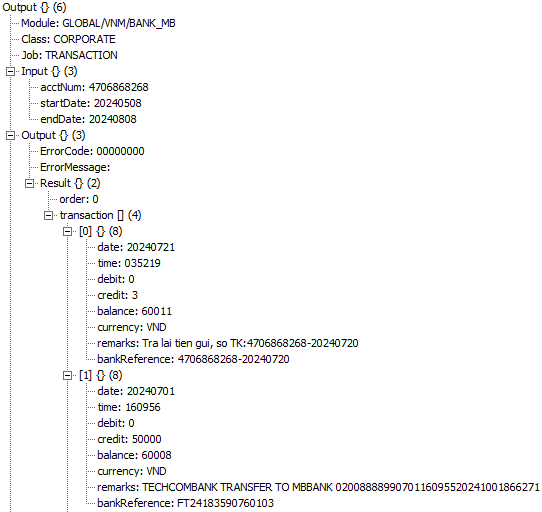 Output {} (6)
Module: GLOBAL/VNM/BANK_MB
Class: CORPORATE
Job: TRANSACTION
Input {} (3)
acctNum: 4706868268
startDate: 20240508
endDate: 20240808
Output {} (3)
ErrorCode: 00000000
ErrorMessage:
Result {} (2)
order: 0
transaction [] (4)
[0] {} (8)
date: 20240721
time: 035219
debit: 0
credit: 3
balance: 60011
currency: VND
remarks: Tra lai tien gui, so TK:4706868268-20240720
bankReference: 4706868268-20240720
[1] {} (8)
date: 20240701
time: 160956
debit: 0
credit: 50000
balance: 60008
currency: VND
remarks: TECHCOMBANK TRANSFER TO MBBANK 0200888899070116095520241001866271
bankReference: FT24183590760103